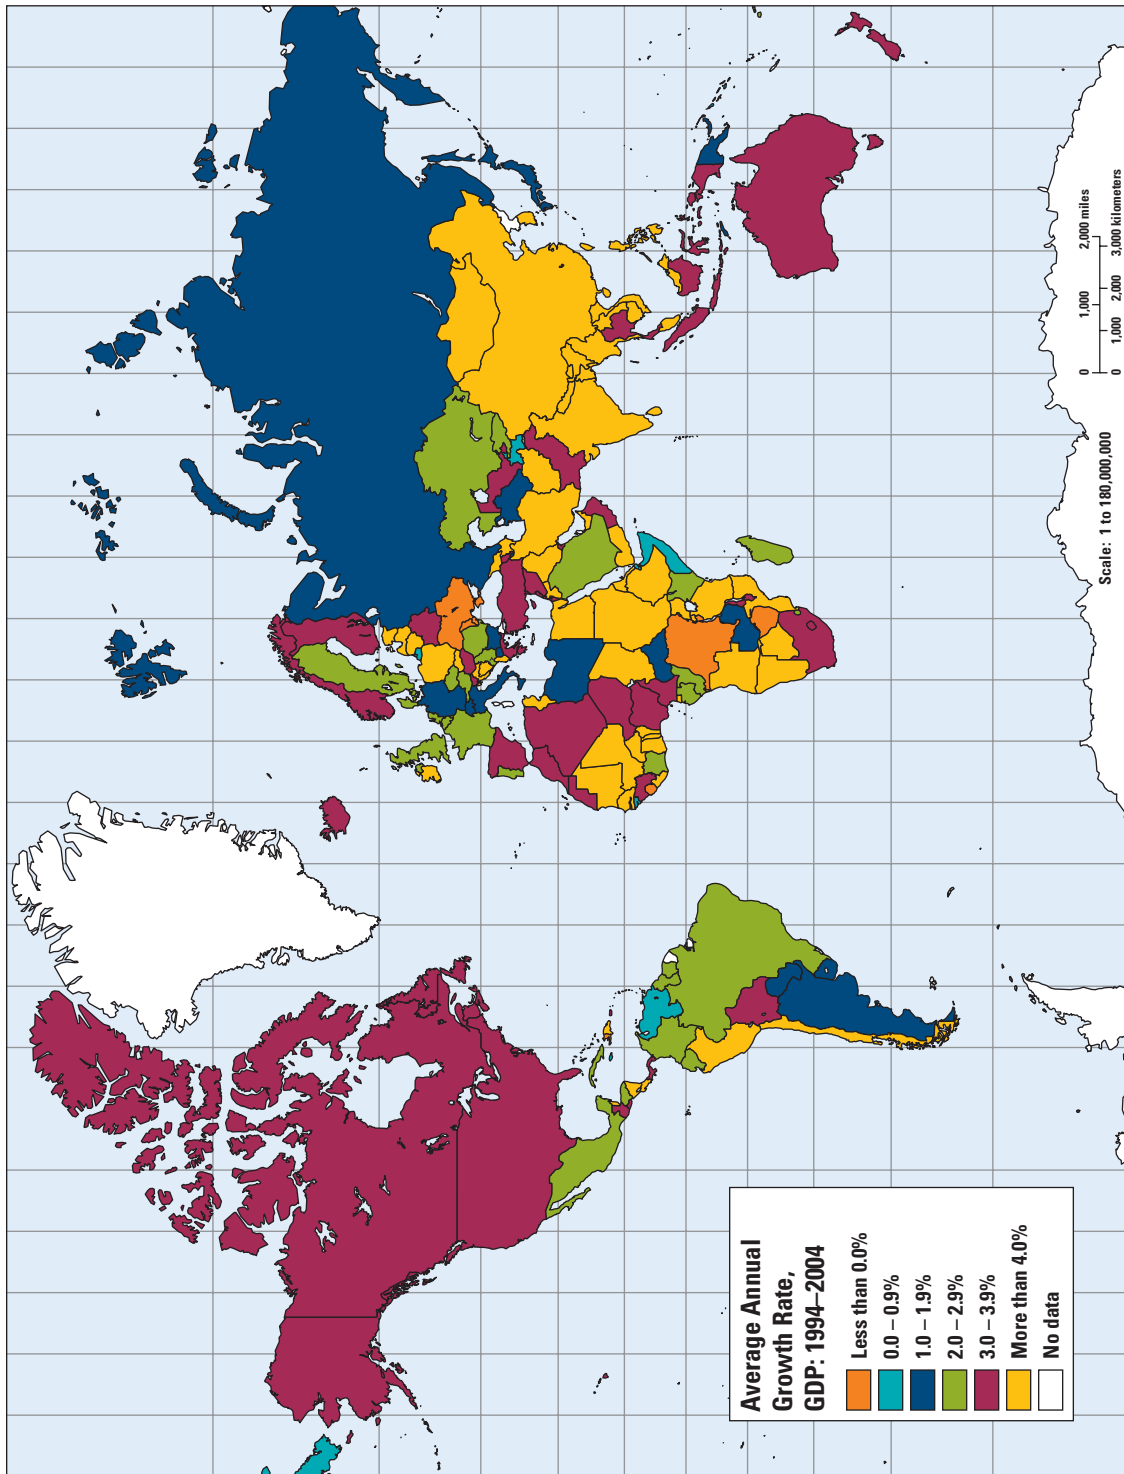 Average Annual
Growth Rate,
GDP: 1994–2004
Less than 0.0%
0.0 – 0.9%
1.0 – 1.9%
2.0 – 2.9%
3.0 – 3.9%
More than 4.0%
No data
Scale: 1 to 180,000,000
0 1,000 2,000 miles
0 1,000 2,000 3,000 kilometers